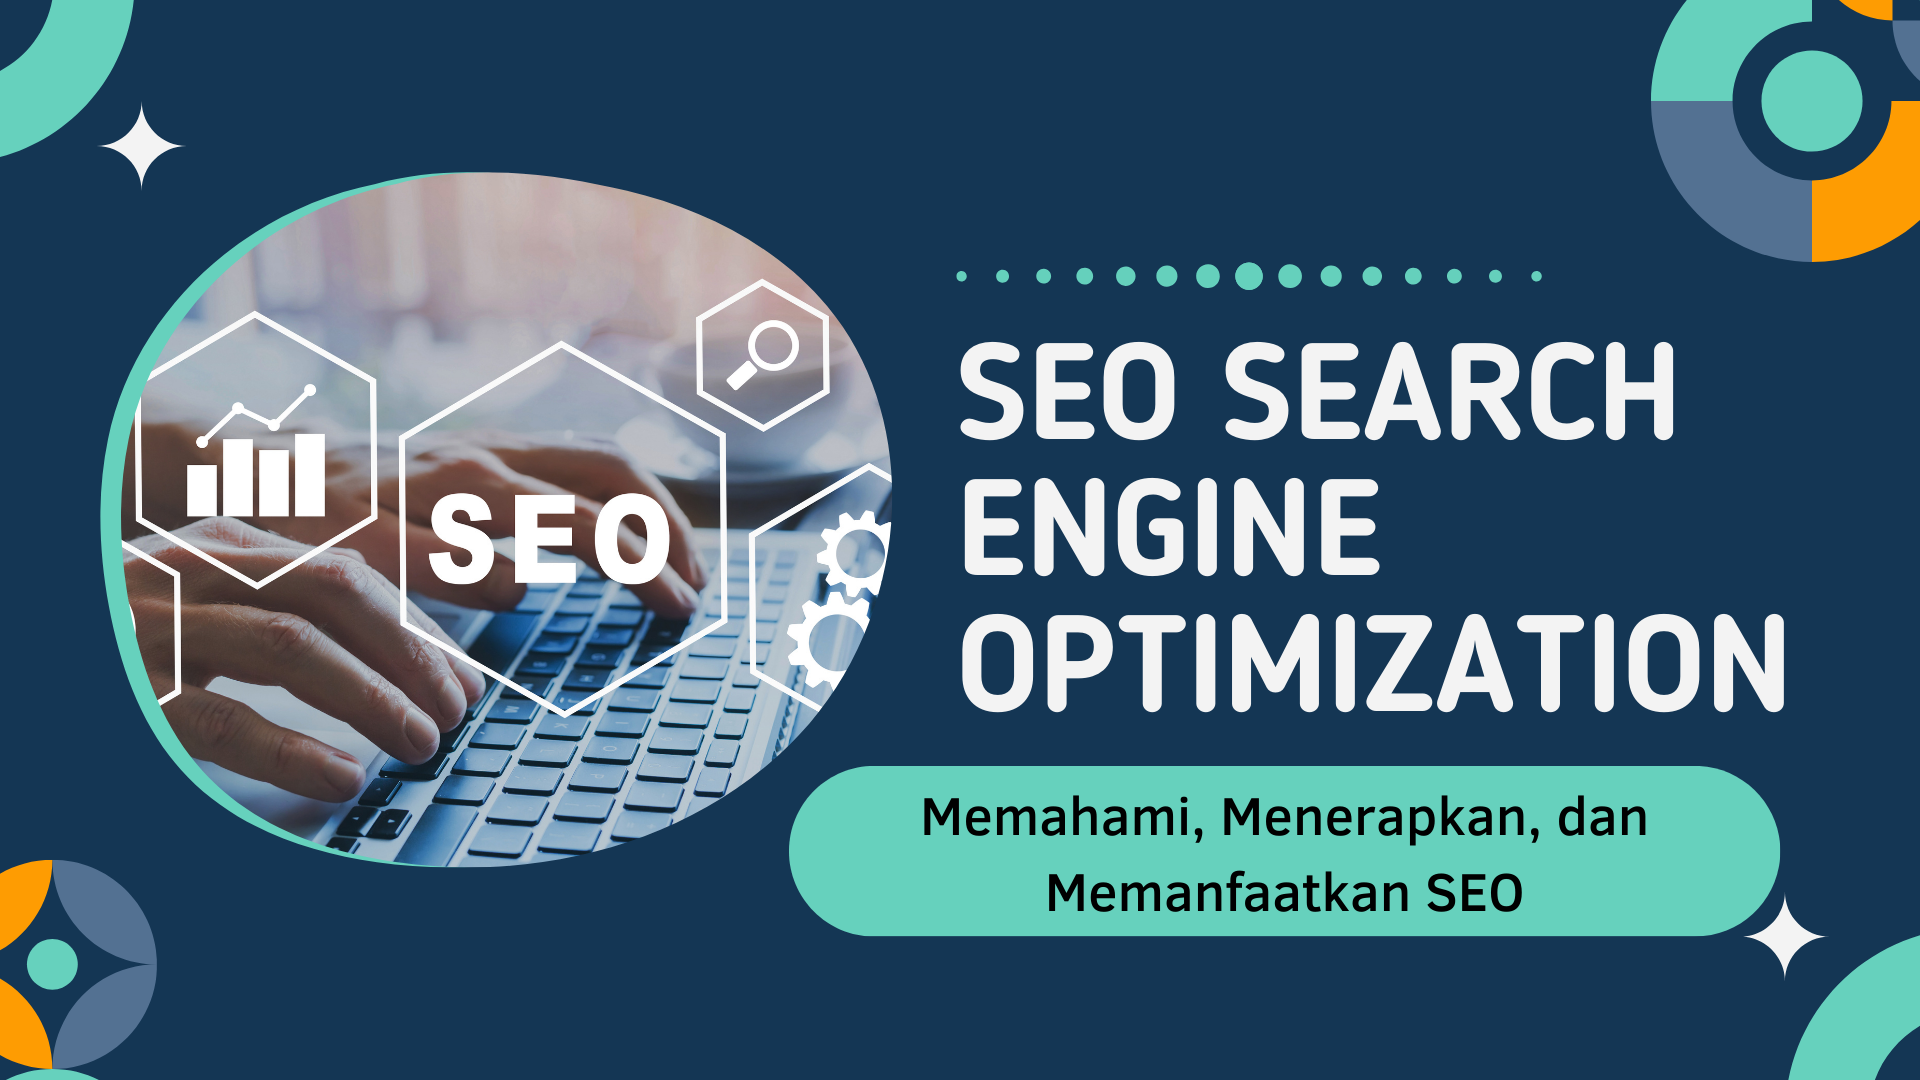 SEO
SEO SEARCH
ENGINE
OPTIMIZATION
Memahami, Menerapkan, dan
Memanfaatkan SEO